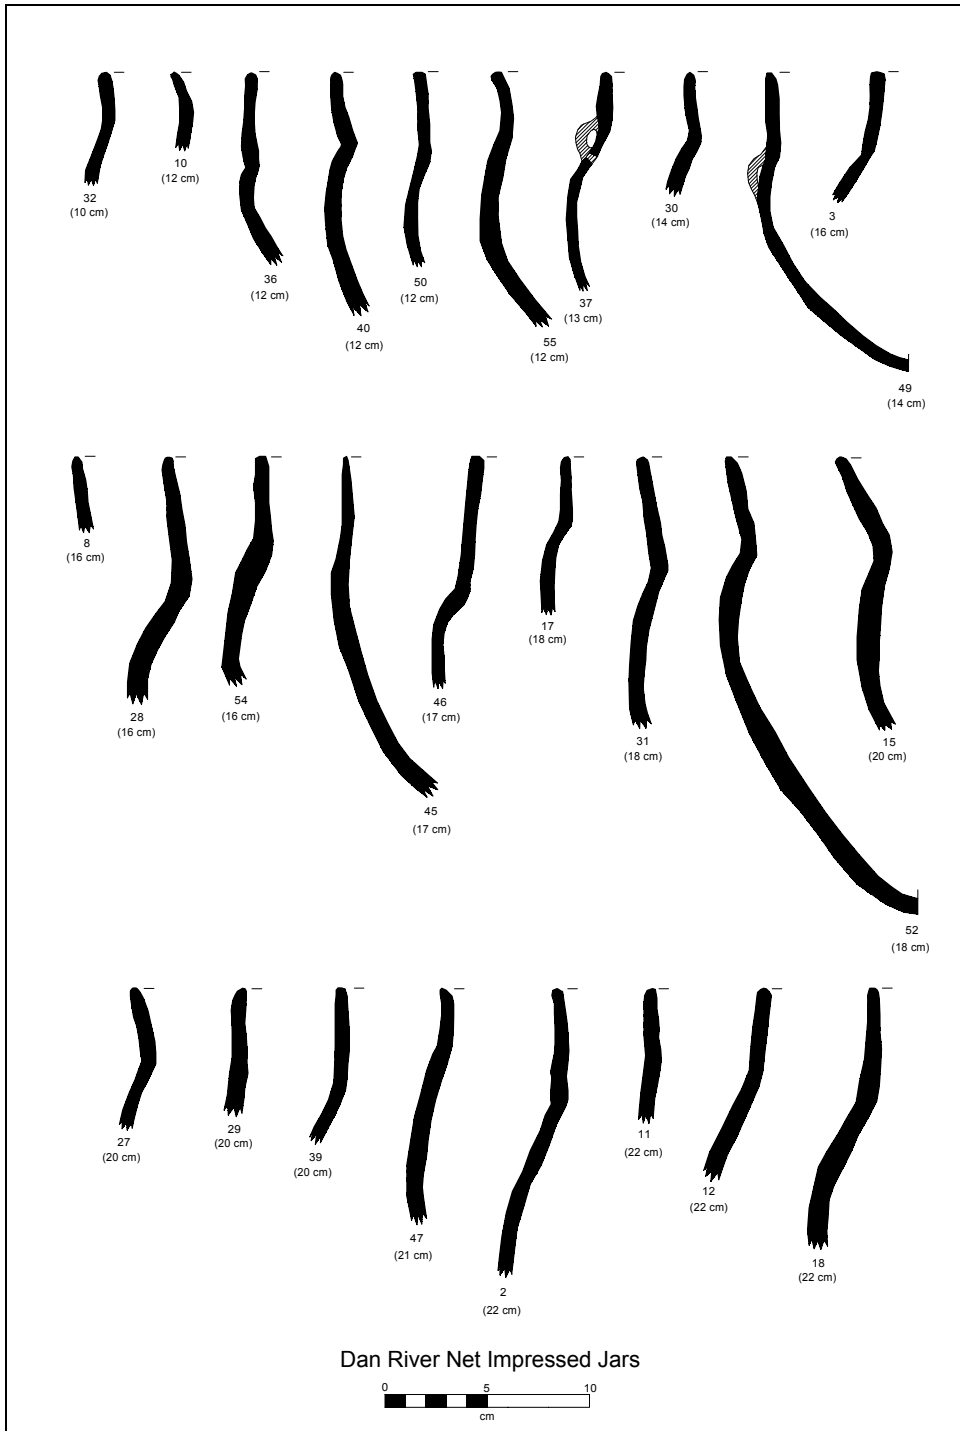 32
(10 cm)
10
(12 cm)
36
(12 cm)
40
(12 cm)
50
(12 cm)
55
(12 cm)
37
(13 cm)
30
(14 cm)
49
(14 cm)
3
(16 cm)
8
(16 cm)
28
(16 cm)
54
(16 cm)
45
(17 cm)
46
(17 cm)
17
(18 cm)
31
(18 cm)
52
(18 cm)
15
(20 cm)
27
(20 cm)
29
(20 cm)
39
(20 cm)
47
(21 cm)
2
(22 cm)
11
(22 cm)
12
(22 cm)
18
(22 cm)
Dan River Net Impressed Jars
0 5 10
cm